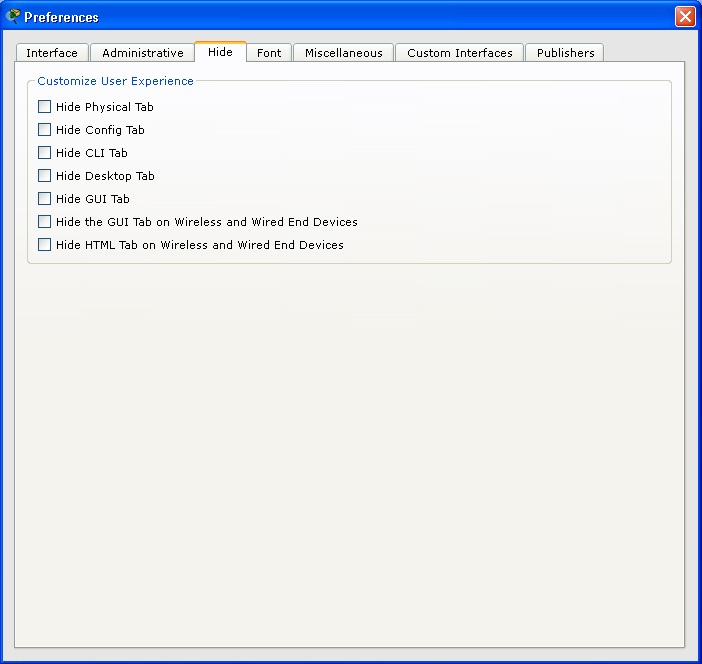 Preferences
Interface Administrative Hide Font Miscellaneous Custom Interfaces Publishers
Customize User Experience
Hide Physical Tab
Hide Config Tab
Hide CLI Tab
Hide Desktop Tab
Hide GUI Tab
Hide the GUI Tab on Wireless and Wired End Devices
Hide HTML Tab on Wireless and Wired End Devices